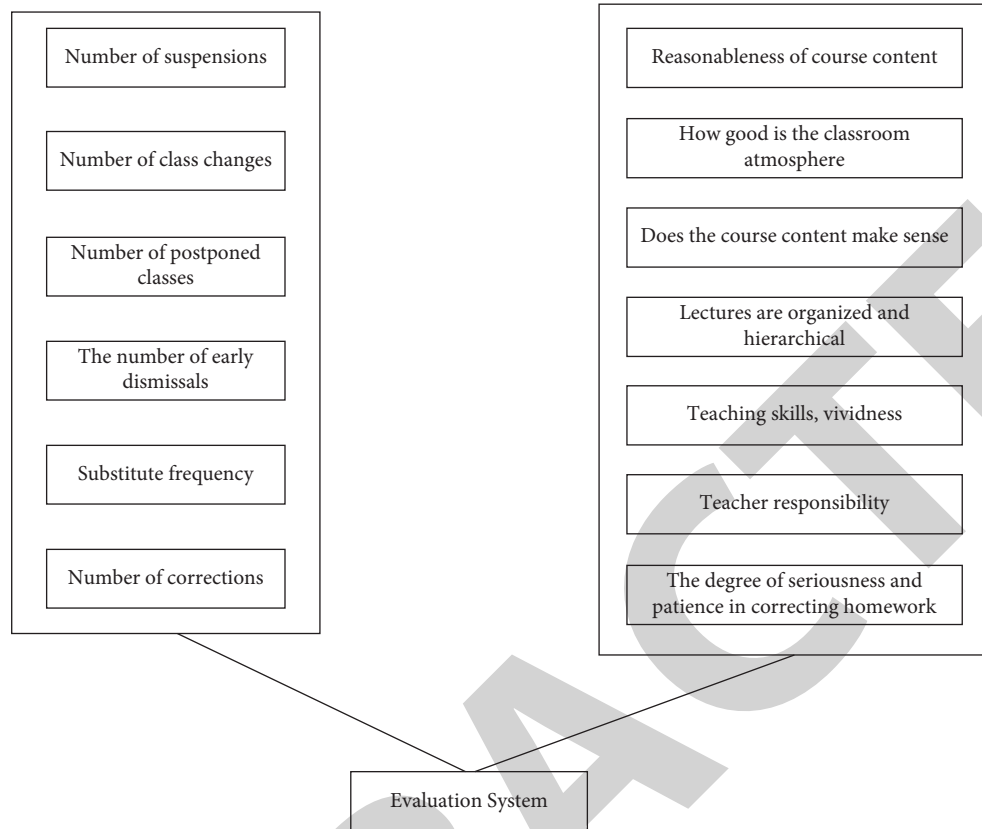 Number of suspensions
Number of class changes
Number of postponed
classes
The number of early
dismissals
Substitute frequency
Number of corrections
Reasonableness of course content
How good is the classroom
atmosphere
Does the course content make sense
Lectures are organized and
hierarchical
Teaching skills, vividness
Teacher responsibility
The degree of seriousness and
patience in correcting homework
Evaluation System
ACTE